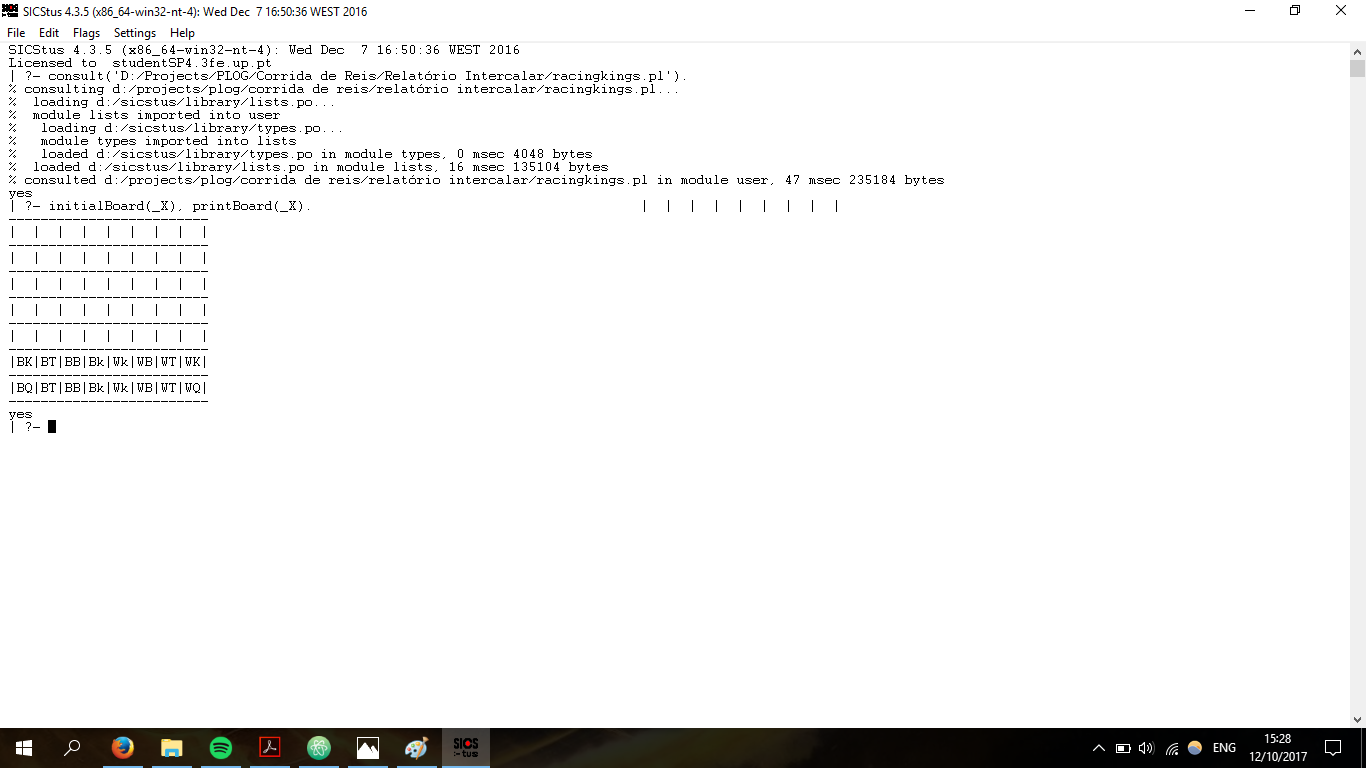 SICStus 4.3.5 (x86_64-win32-nt-4): Wed Dec  7 16:50:36 WEST 2016
File Edit Flags Settings Help
SICStus 4.3.5 (x86_64-win32-nt-4): Wed Dec  7 16:50:36 WEST 2016
Licensed to  studentSP4.3fe.up.pt
| ?- consult('D:/Projects/PLOG/Corrida de Reis/Relatório Intercalar/racingkings.pl').
% consulting d:/projects/plog/corrida de reis/relatório intercalar/racingkings.pl...
%  loading d:/sicstus/library/lists.po...
%  module lists imported into user
%   loading d:/sicstus/library/types.po...
%   module types imported into lists
%   loaded d:/sicstus/library/types.po in module types, 0 msec 4048 bytes
%  loaded d:/sicstus/library/lists.po in module lists, 16 msec 135104 bytes
% consulted d:/projects/plog/corrida de reis/relatório intercalar/racingkings.pl in module user, 47 msec 235184 bytes
yes
| ?- initialBoard(_X), printBoard(_X).                                         |  |  |  |  |  |  |  |  |
-------------------------
|  |  |  |  |  |  |  |  |
-------------------------
|  |  |  |  |  |  |  |  |
-------------------------
|  |  |  |  |  |  |  |  |
-------------------------
|  |  |  |  |  |  |  |  |
-------------------------
|  |  |  |  |  |  |  |  |
-------------------------
|BK|BT|BB|Bk|Wk|WB|WT|WK|
-------------------------
|BQ|BT|BB|Bk|Wk|WB|WT|WQ|
-------------------------
yes
| ?-
SICS
:-tus
ENG
15:28
12/10/2017